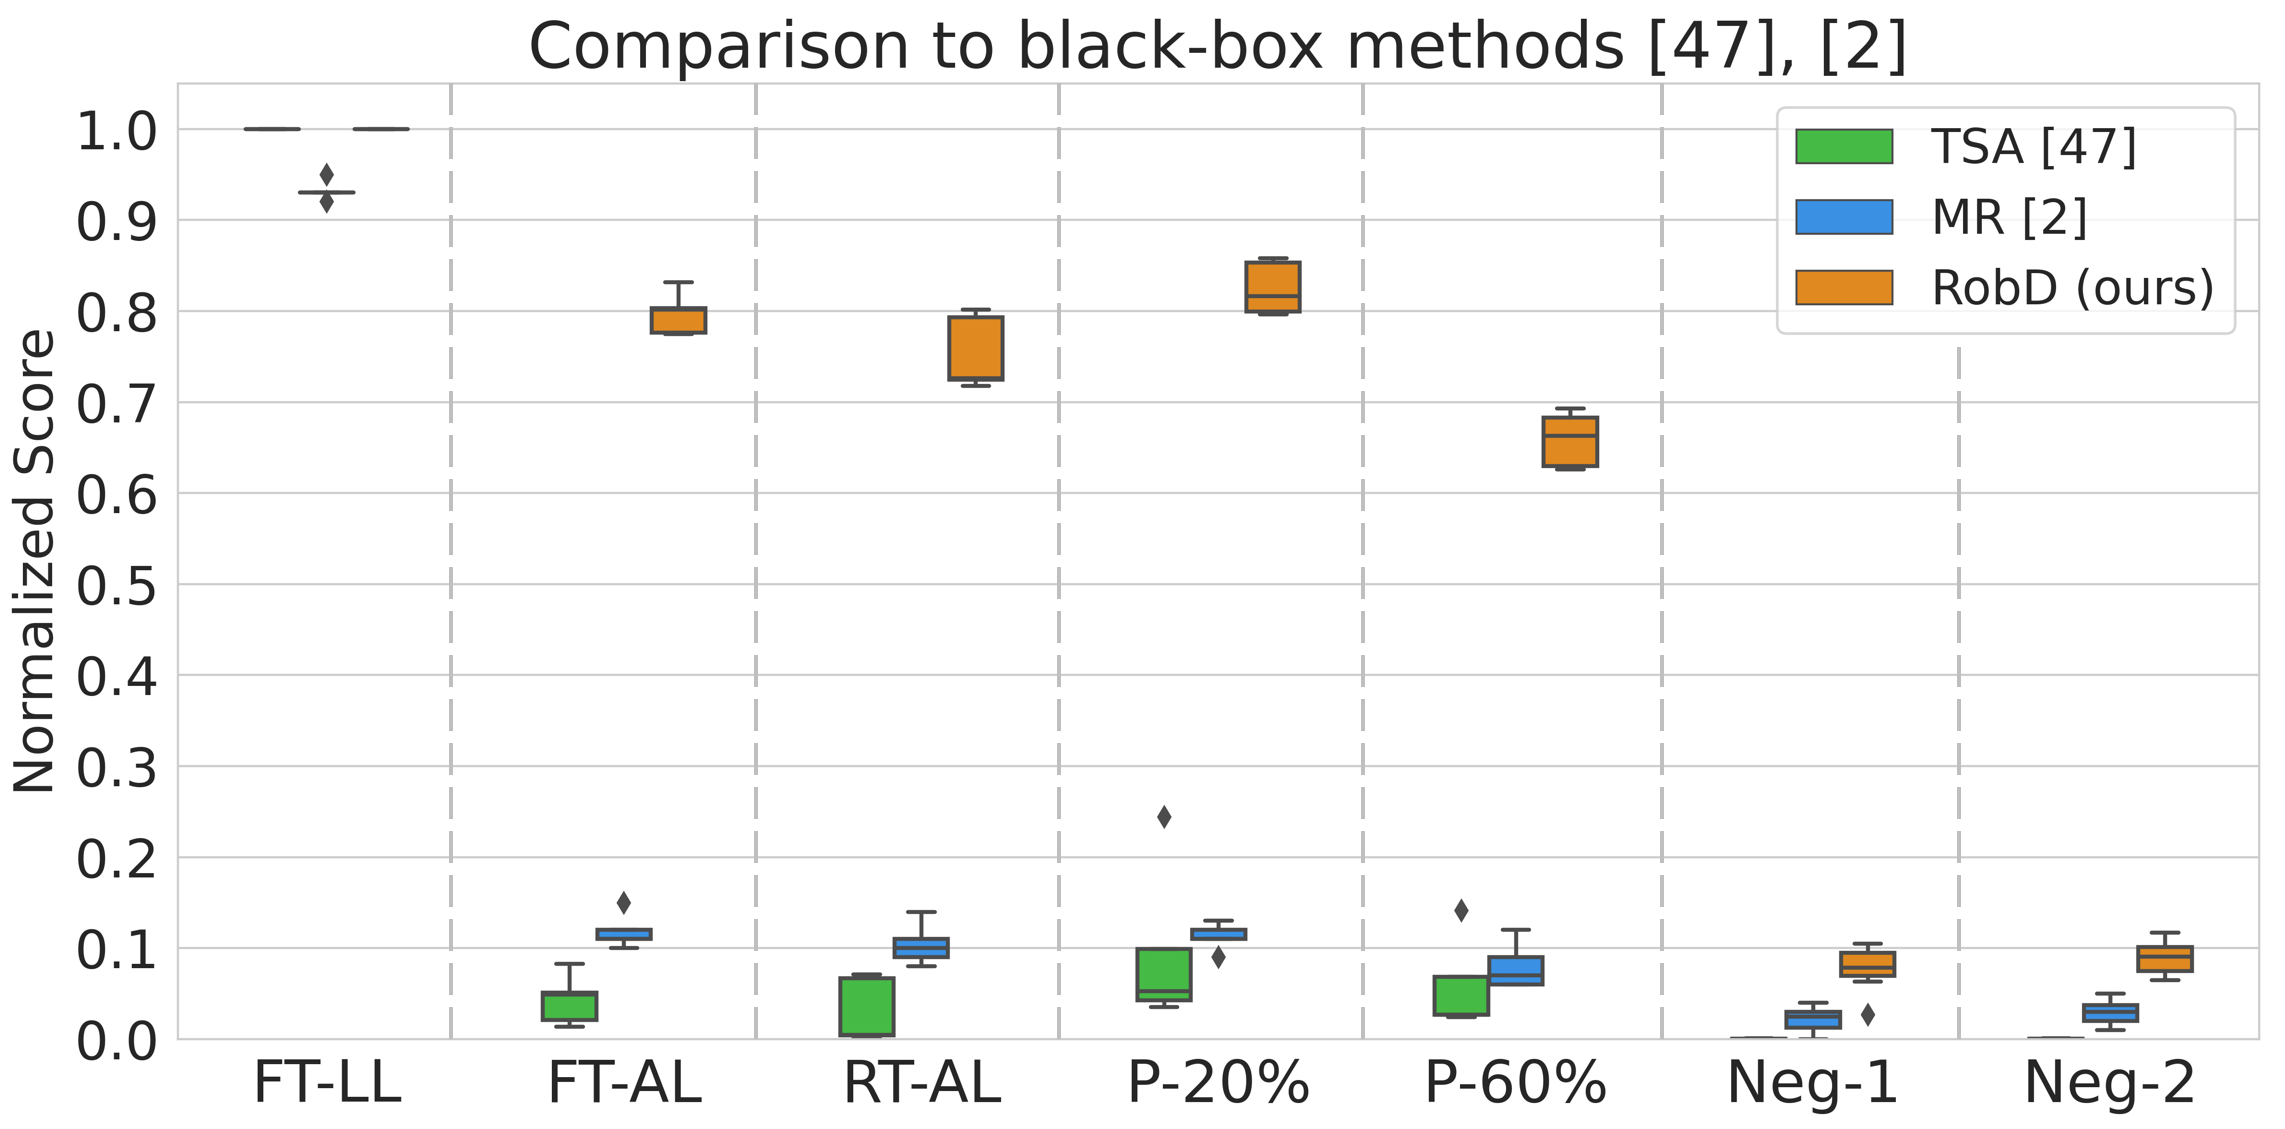 Comparison to black-box methods [47], [2]
Normalized Score
1.0
0.9
0.8
0.7
0.6
0.5
0.4
0.3
0.2
0.1
0.0
TSA [47]
MR [2]
RobD (ours)
FT-LL FT-AL RT-AL P-20% P-60% Neg-1 Neg-2